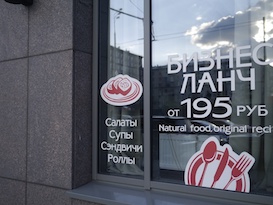 БИЗНЕС
ЛАНЧ
ОТ 195 РУБ
Natural food, original reci
Салаты
Супы
Сэндвичи
Роллы